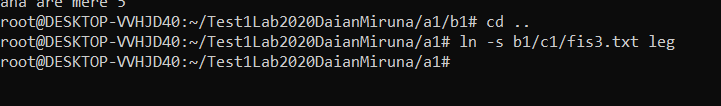 ana are mere 5
root@DESKTOP-VVHJD40:~/Test1Lab2020DaianMiruna/a1/b1# cd ..
root@DESKTOP-VVHJD40:~/Test1Lab2020DaianMiruna/a1# ln -s b1/c1/fis3.txt leg
root@DESKTOP-VVHJD40:~/Test1Lab2020DaianMiruna/a1#